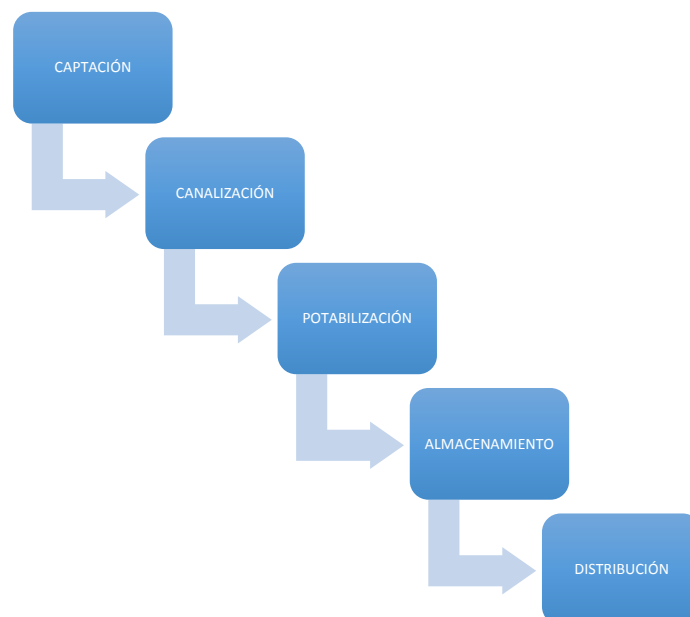 CAPTACIÓN
CANALIZACIÓN
POTABILIZACIÓN
ALMACENAMIENTO
DISTRIBUCIÓN